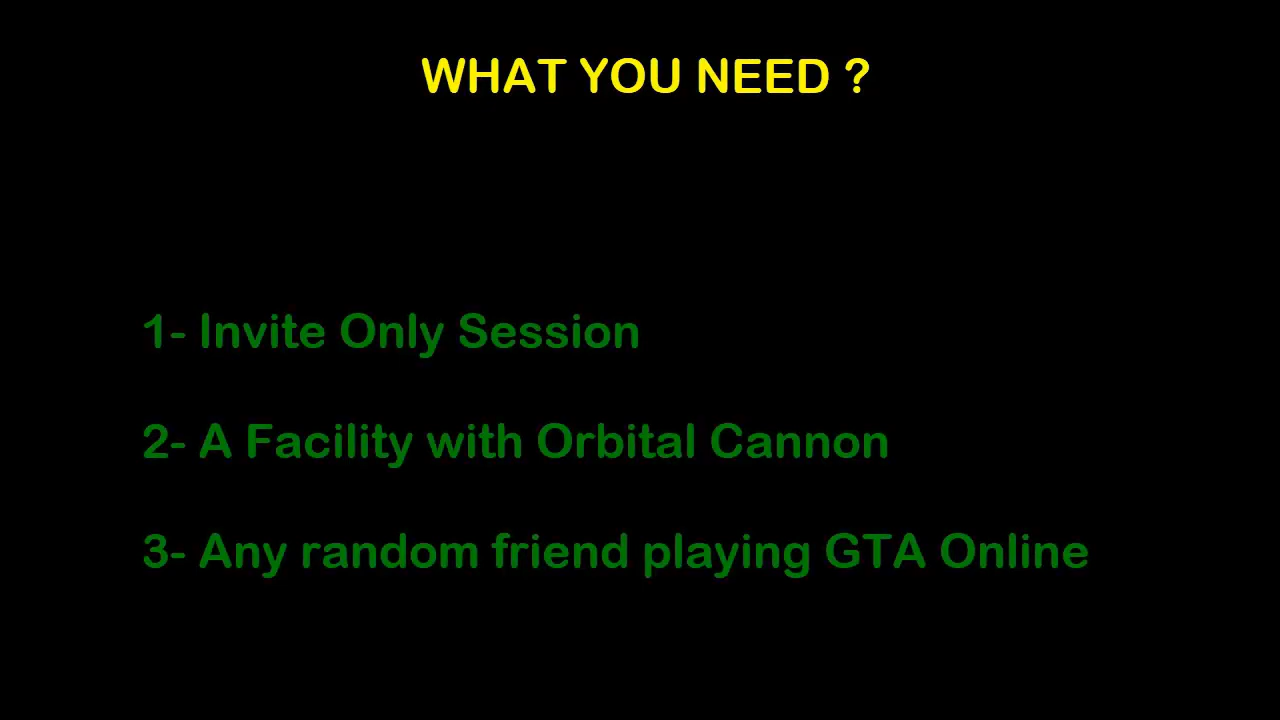 WHAT YOU NEED ?
1- Invite Only Session
2- A Facility with Orbital Cannon
3- Any random friend playing GTA Online